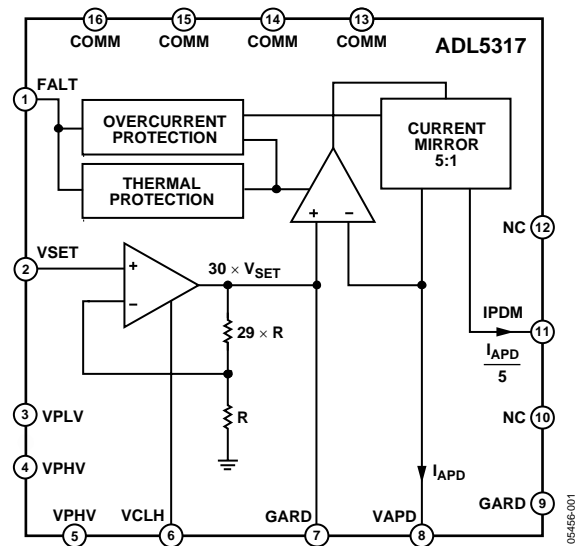 16 15 14 13
COMM COMM COMM COMM
ADL5317
FALT
1
OVERCURRENT
PROTECTION
CURRENT
MIRROR
5:1
THERMAL
PROTECTION
+ −
NC
12
VSET
2
+
−
30 × VSET
29 × R
IPDM
11
IAPD
5
3
VPLV
R
NC
10
4
VPHV
IAPD
GARD
9
VPHV VCLH GARD VAPD
5 6 7 8
05456-001